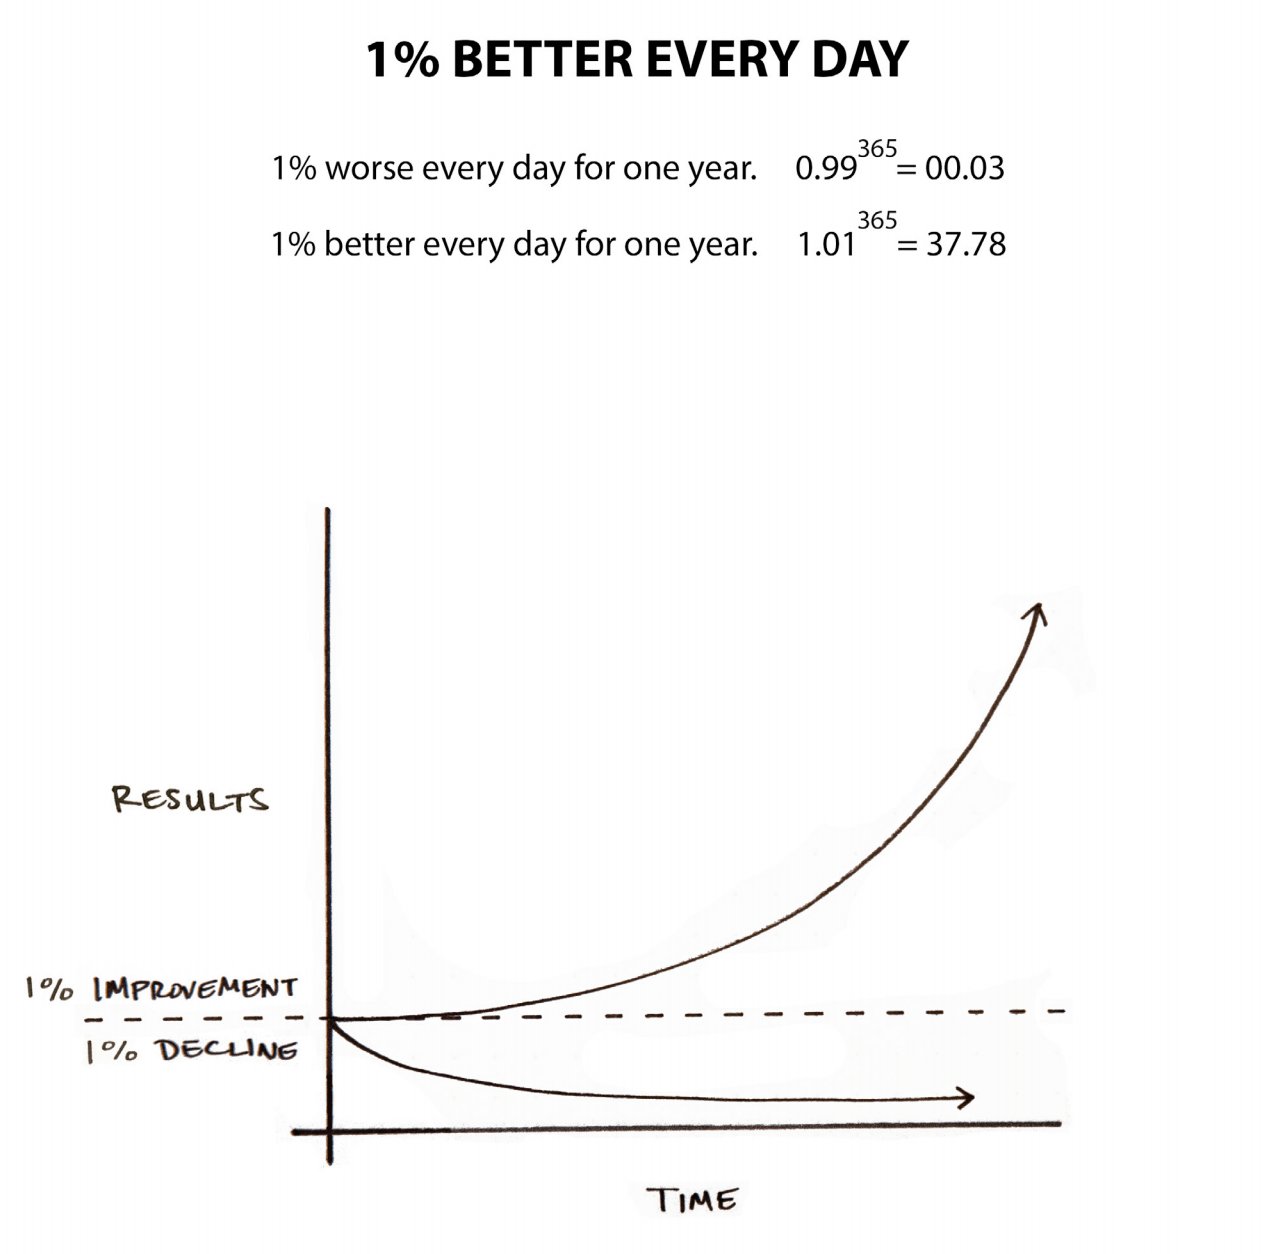 1% BETTER EVERY DAY
1% worse every day for one year. 0.99^365 = 00.03
1% better every day for one year. 1.01^365 = 37.78
RESULTS
1% IMPROVEMENT
1% DECLINE
TIME